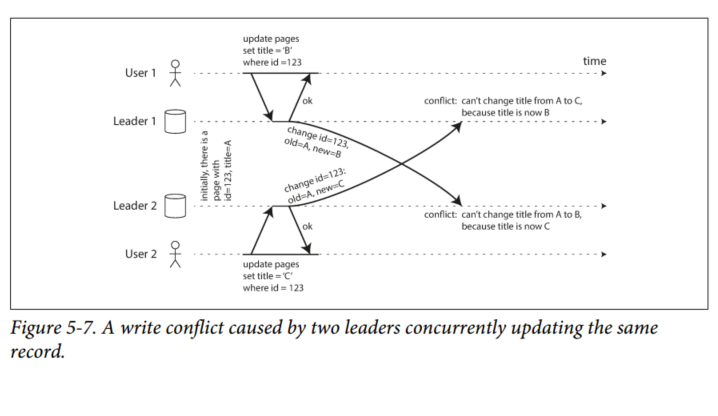 update pages
set title = 'B'
where id =123
time
User 1
ok
conflict: can't change title from A to C,
because title is now B
Leader 1
change id=123,
old=A, new=B
initially, there is a
page with
id=123, title=A
change id=123:
old=A, new=C
Leader 2
conflict: can't change title from A to B,
because title is now C
ok
User 2
update pages
set title = 'C'
where id = 123
Figure 5-7. A write conflict caused by two leaders concurrently updating the same
record.